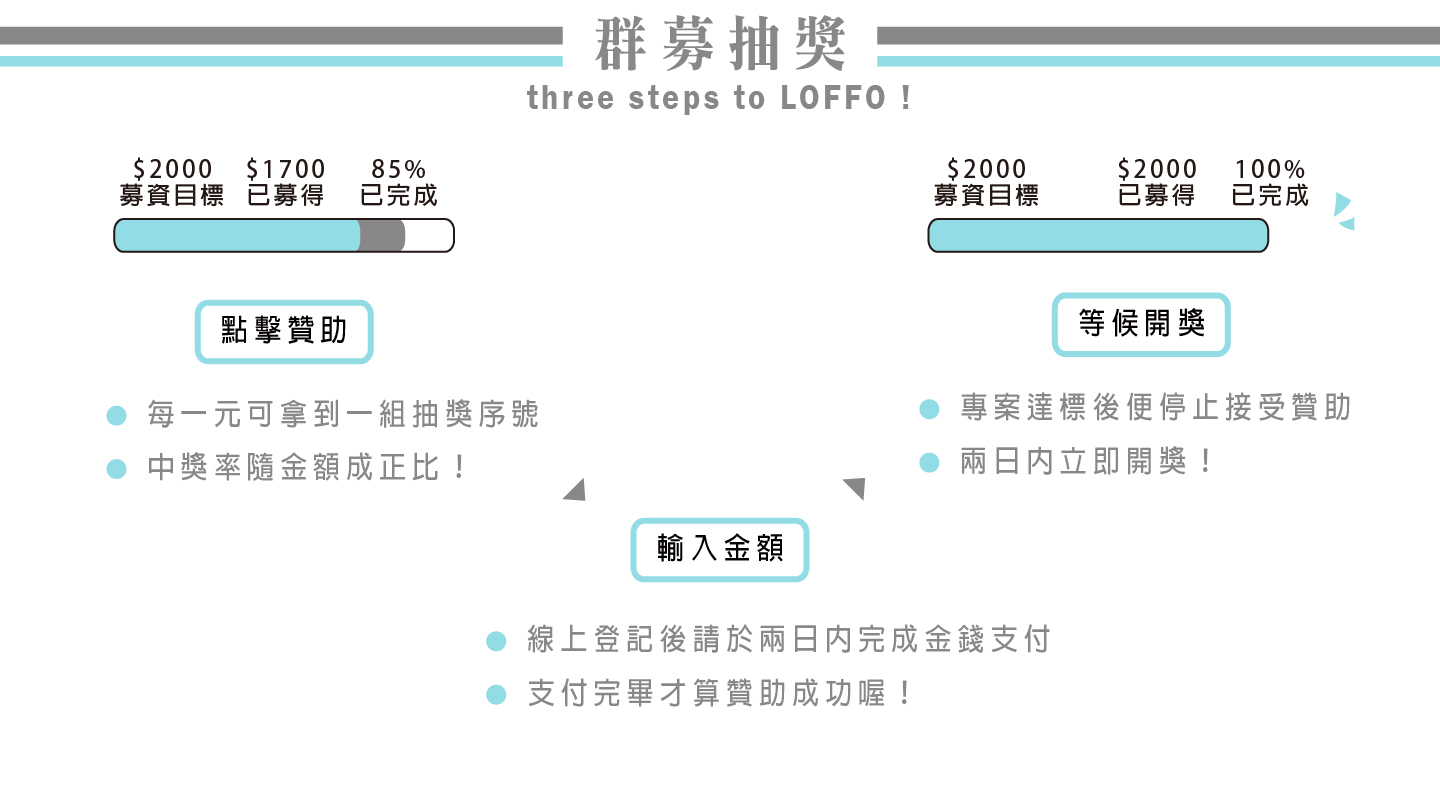 群募抽獎
three steps to LOFFO !
$2000 $1700 85%
募資目標 已募得 已完成
點擊贊助
每一元可拿到一組抽獎序號
中獎率隨金額成正比！
$2000 $2000 100%
募資目標 已募得 已完成
等候開獎
專案達標後便停止接受贊助
兩日内立即開獎！
輸入金額
線上登記後請於兩日内完成金錢支付
支付完畢才算贊助成功喔！